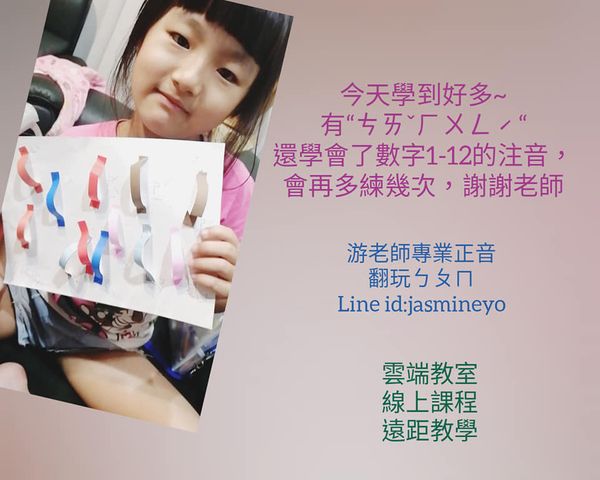 今天學到好多~
有“ㄘㄞˇㄏㄨㄥˊ“
還學會了數字1-12的注音，
會再多練幾次，謝謝老師
游老師專業正音
翻玩ㄅㄆㄇ
Line id:jasmineyo
雲端教室
線上課程
遠距教學